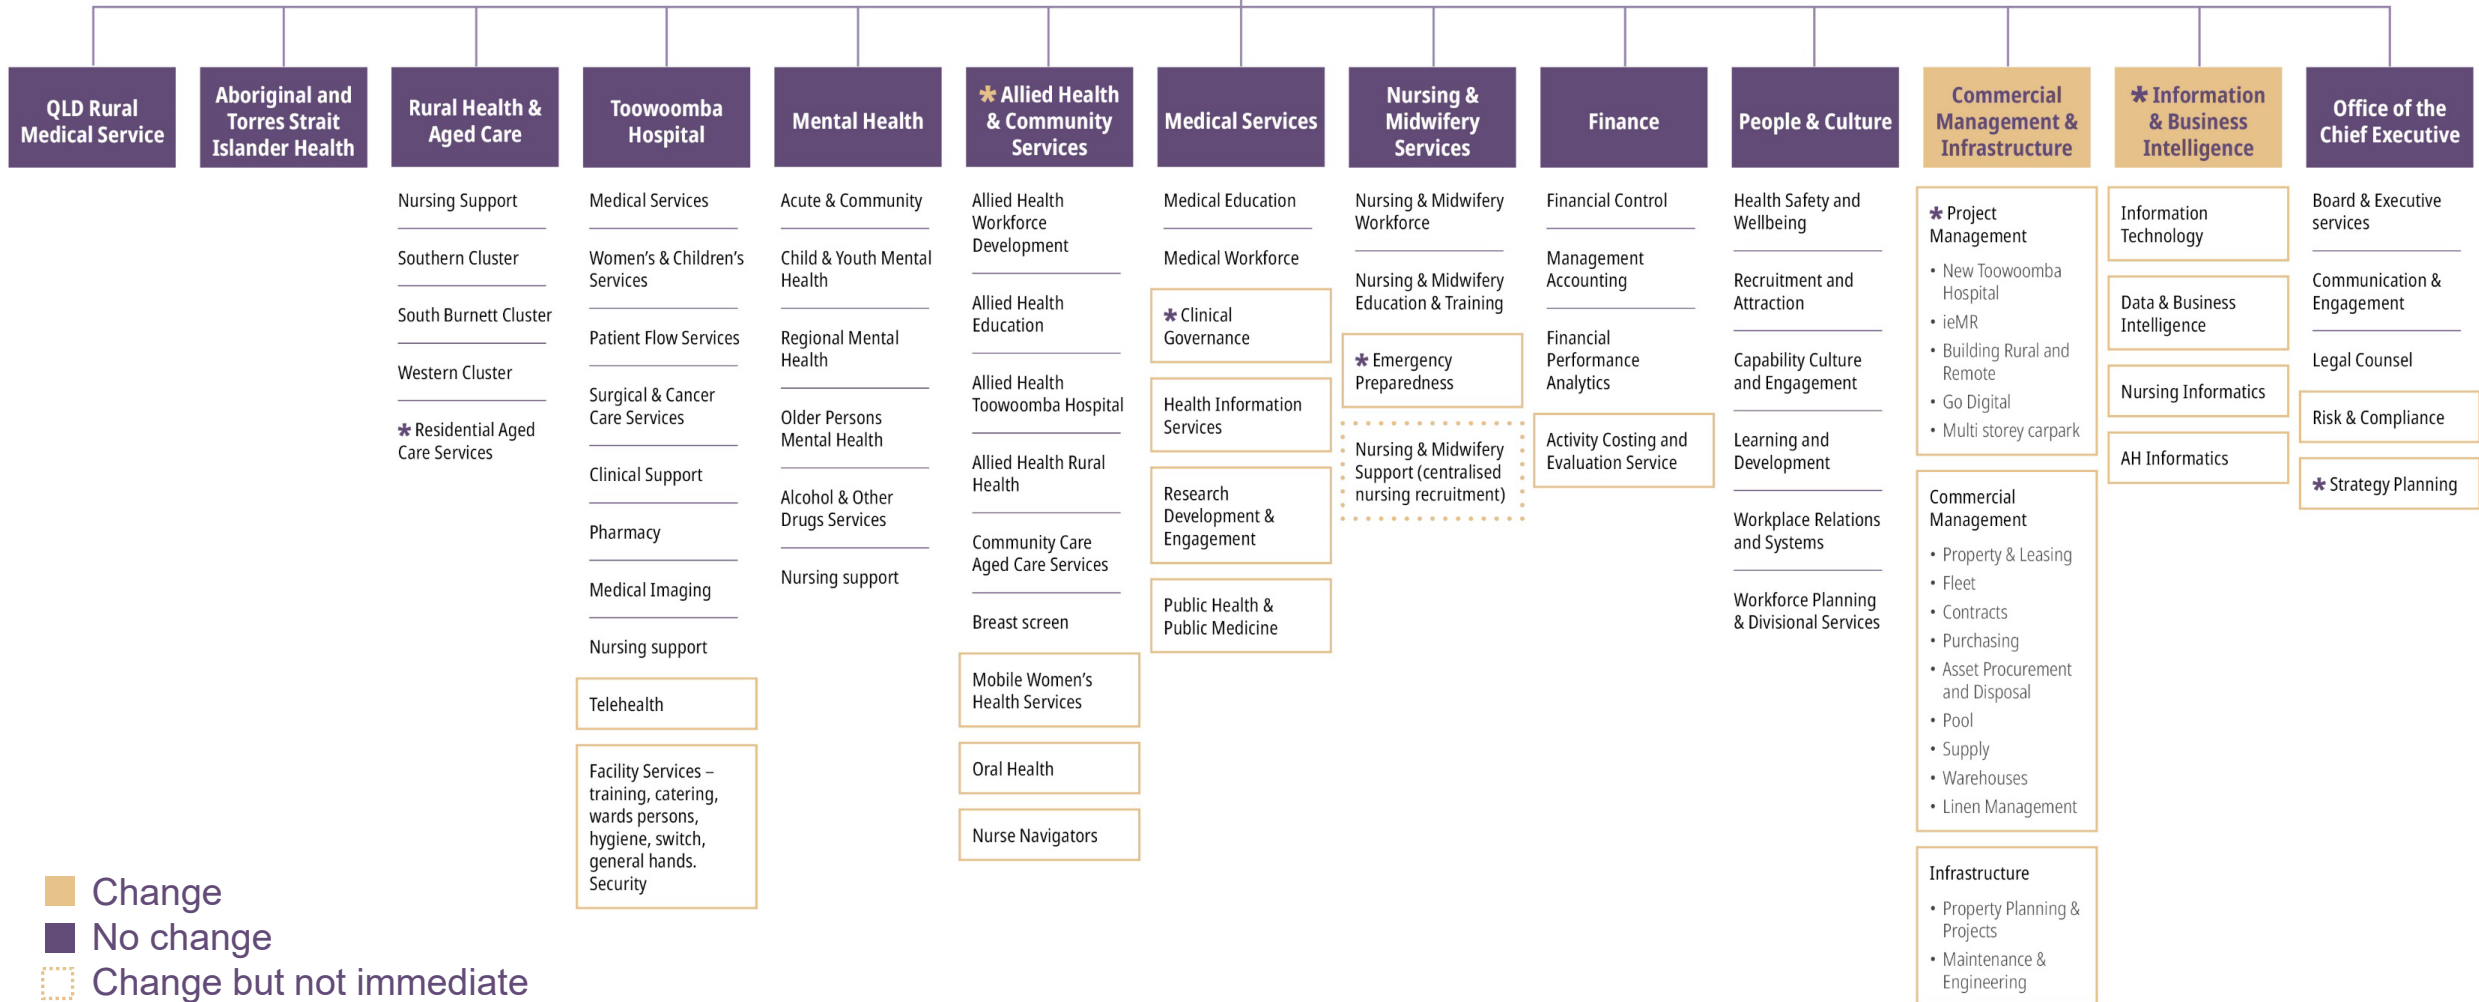 QLD Rural
Medical Service
Aboriginal and
Torres Strait
Islander Health
Rural Health &
Aged Care
Nursing Support
Southern Cluster
South Burnett Cluster
Western Cluster
* Residential Aged
Care Services
Toowoomba
Hospital
Medical Services
Women’s & Children’s
Services
Patient Flow Services
Surgical & Cancer
Care Services
Clinical Support
Pharmacy
Medical Imaging
Nursing support
Telehealth
Facility Services –
training, catering,
wards persons,
hygiene, switch,
general hands.
Security
Mental Health
Acute & Community
Child & Youth Mental
Health
Regional Mental
Health
Older Persons
Mental Health
Alcohol & Other
Drugs Services
Nursing support
* Allied Health
& Community
Services
Allied Health
Workforce
Development
Allied Health
Education
Allied Health
Toowoomba Hospital
Allied Health Rural
Health
Community Care
Aged Care Services
Breast screen
Mobile Women’s
Health Services
Oral Health
Nurse Navigators
Medical Services
Medical Education
Medical Workforce
* Clinical
Governance
Health Information
Services
Research
Development &
Engagement
Public Health &
Public Medicine
Nursing &
Midwifery
Services
Nursing & Midwifery
Workforce
Nursing & Midwifery
Education & Training
* Emergency
Preparedness
Nursing & Midwifery
Support (centralised
nursing recruitment)
Finance
Financial Control
Management
Accounting
Financial
Performance
Analytics
Activity Costing and
Evaluation Service
People & Culture
Health Safety and
Wellbeing
Recruitment and
Attraction
Capability Culture
and Engagement
Learning and
Development
Workplace Relations
and Systems
Workforce Planning
& Divisional Services
Commercial
Management &
Infrastructure
* Project
Management
• New Toowoomba
Hospital
• ieMR
• Building Rural and
Remote
• Go Digital
• Multi storey carpark
Commercial
Management
• Property & Leasing
• Fleet
• Contracts
• Purchasing
• Asset Procurement
and Disposal
• Pool
• Supply
• Warehouses
• Linen Management
Infrastructure
• Property Planning &
Projects
• Maintenance &
Engineering
* Information
& Business
Intelligence
Information
Technology
Data & Business
Intelligence
Nursing Informatics
AH Informatics
Office of the
Chief Executive
Board & Executive
services
Communication &
Engagement
Legal Counsel
Risk & Compliance
* Strategy Planning
Change
No change
Change but not immediate